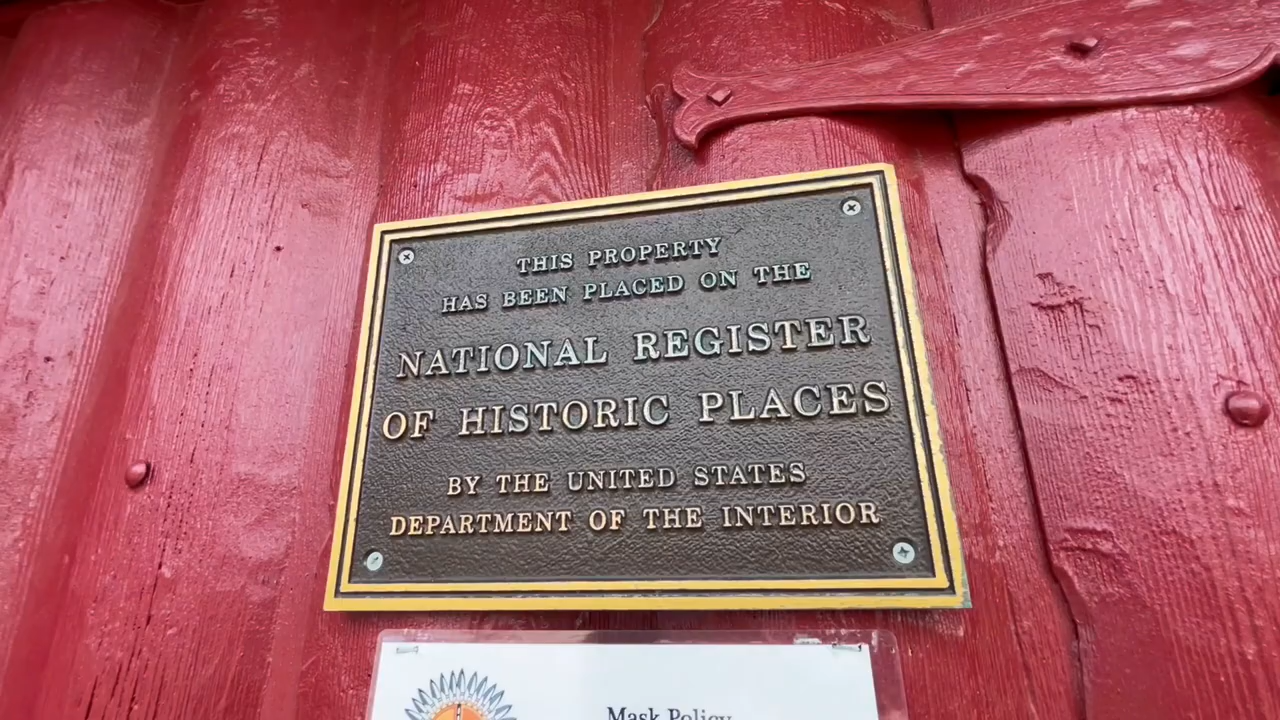 THIS PROPERTY
HAS BEEN PLACED ON THE
NATIONAL REGISTER
OF HISTORIC PLACES
BY THE UNITED STATES
DEPARTMENT OF THE INTERIOR
Mask Policy